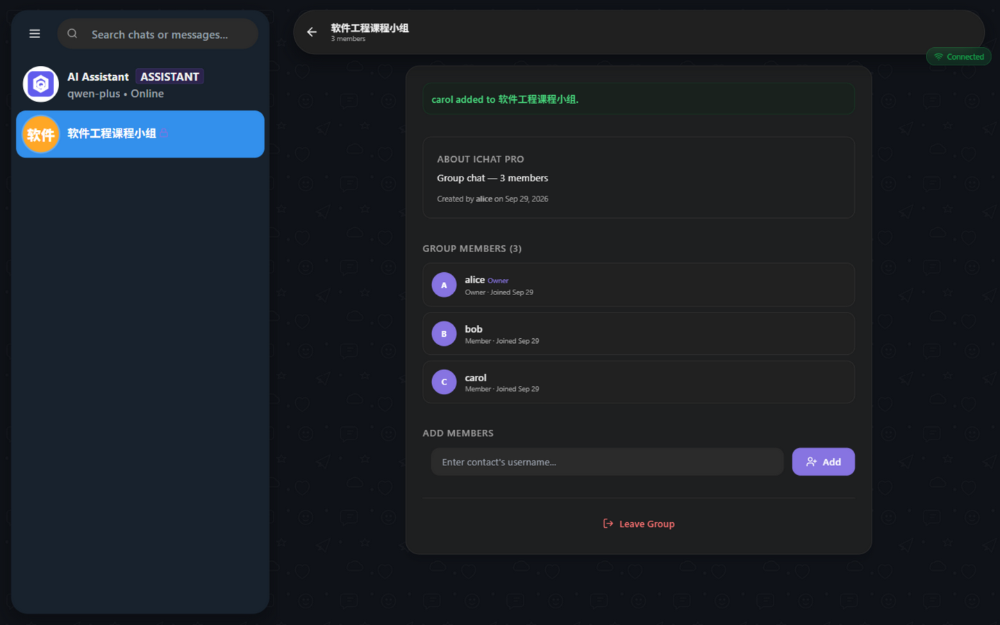 Search chats or messages...
AI Assistant ASSISTANT
qwen-plus • Online
软件 软件工程课程小组
软件工程课程小组
3 members
Connected
carol added to 软件工程课程小组.
ABOUT ICHAT PRO
Group chat — 3 members
Created by alice on Sep 29, 2026
GROUP MEMBERS (3)
A alice Owner
Owner · Joined Sep 29
B bob
Member · Joined Sep 29
C carol
Member · Joined Sep 29
ADD MEMBERS
Enter contact's username...
Add
Leave Group